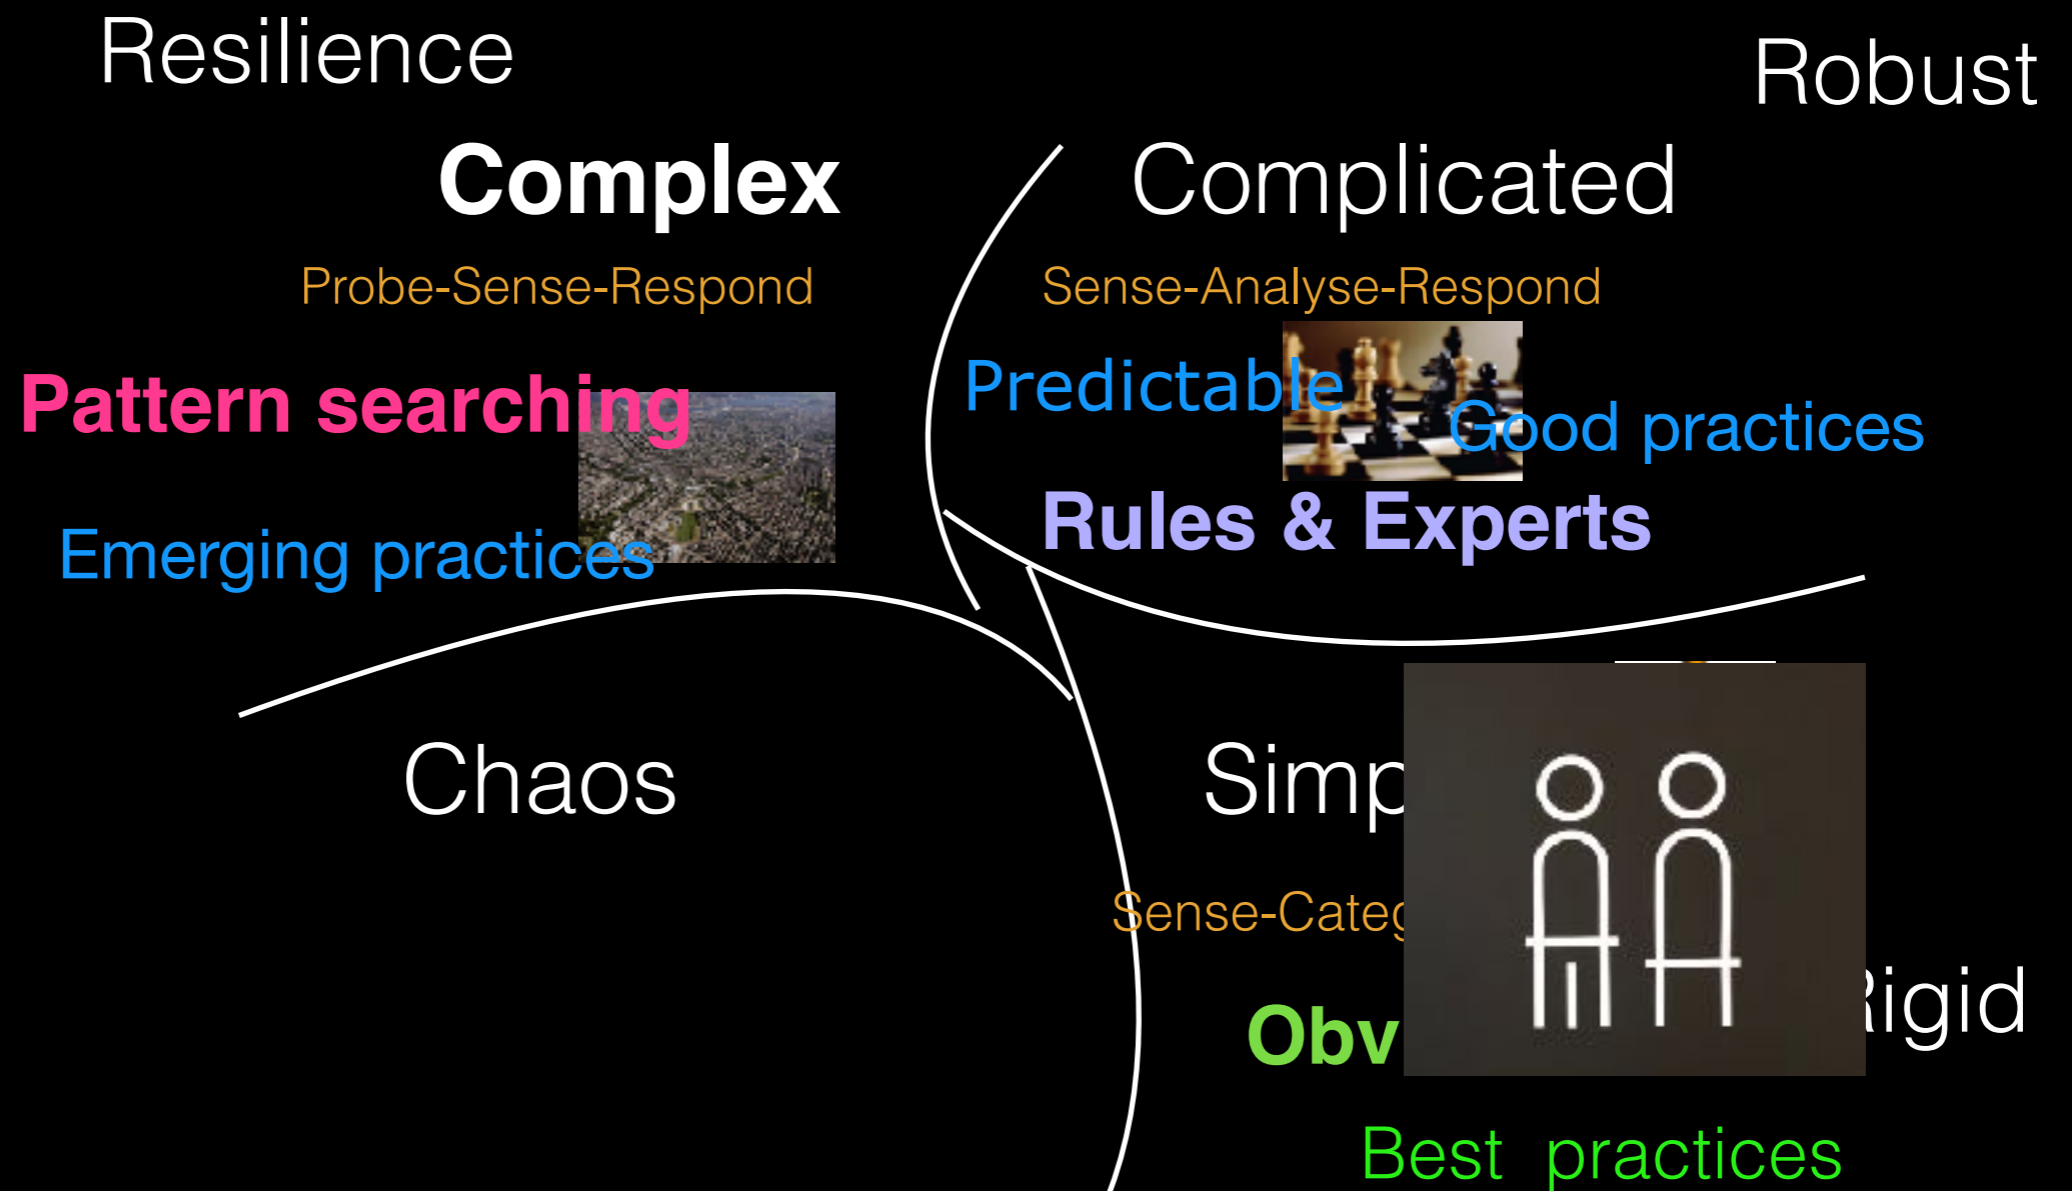 Resilience
Robust
Complex
Complicated
Probe-Sense-Respond
Sense-Analyse-Respond
Pattern searching
Predictable
Good practices
Emerging practices
Rules & Experts
Chaos
Simp
Sense-Categ
Rigid
Obv
Best practices